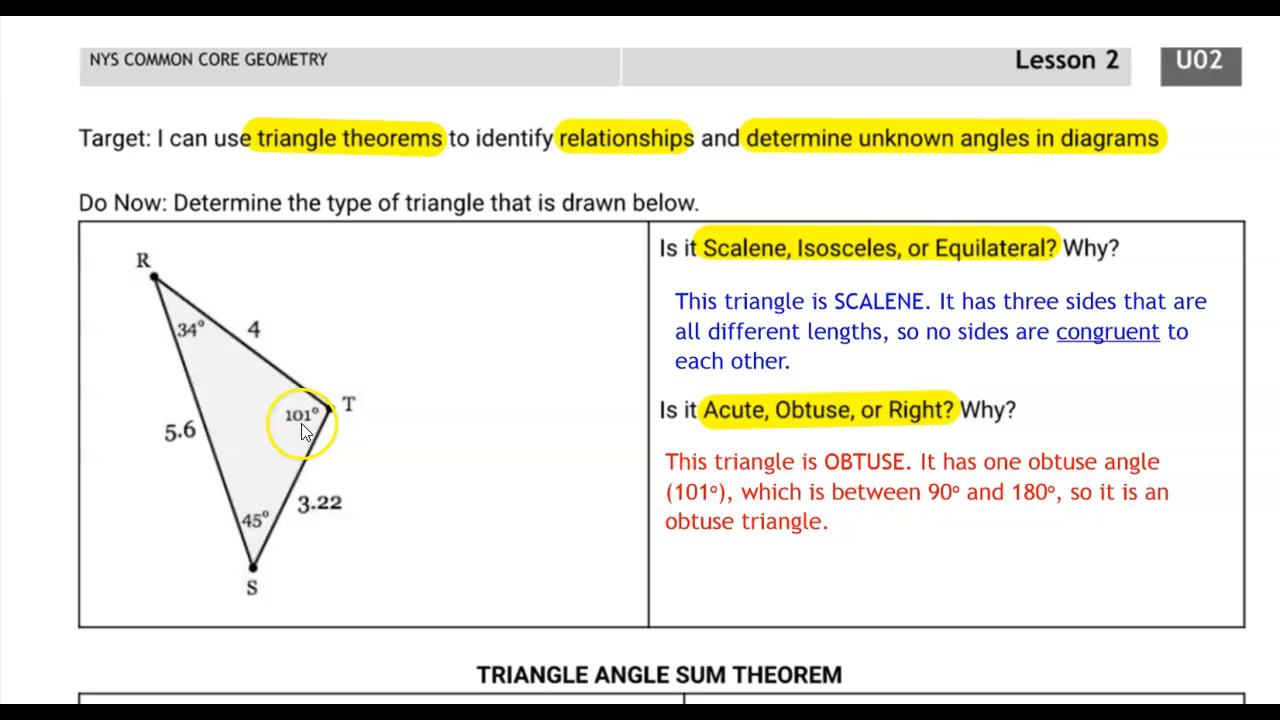 NYS COMMON CORE GEOMETRY
Lesson 2
U02
Target: I can use triangle theorems to identify relationships and determine unknown angles in diagrams
Do Now: Determine the type of triangle that is drawn below.
R
34°
4
T
101°
5.6
3.22
45°
S
Is it Scalene, Isosceles, or Equilateral? Why?
This triangle is SCALENE. It has three sides that are
all different lengths, so no sides are congruent to
each other.
Is it Acute, Obtuse, or Right? Why?
This triangle is OBTUSE. It has one obtuse angle
(101°), which is between 90° and 180°, so it is an
obtuse triangle.
TRIANGLE ANGLE SUM THEOREM